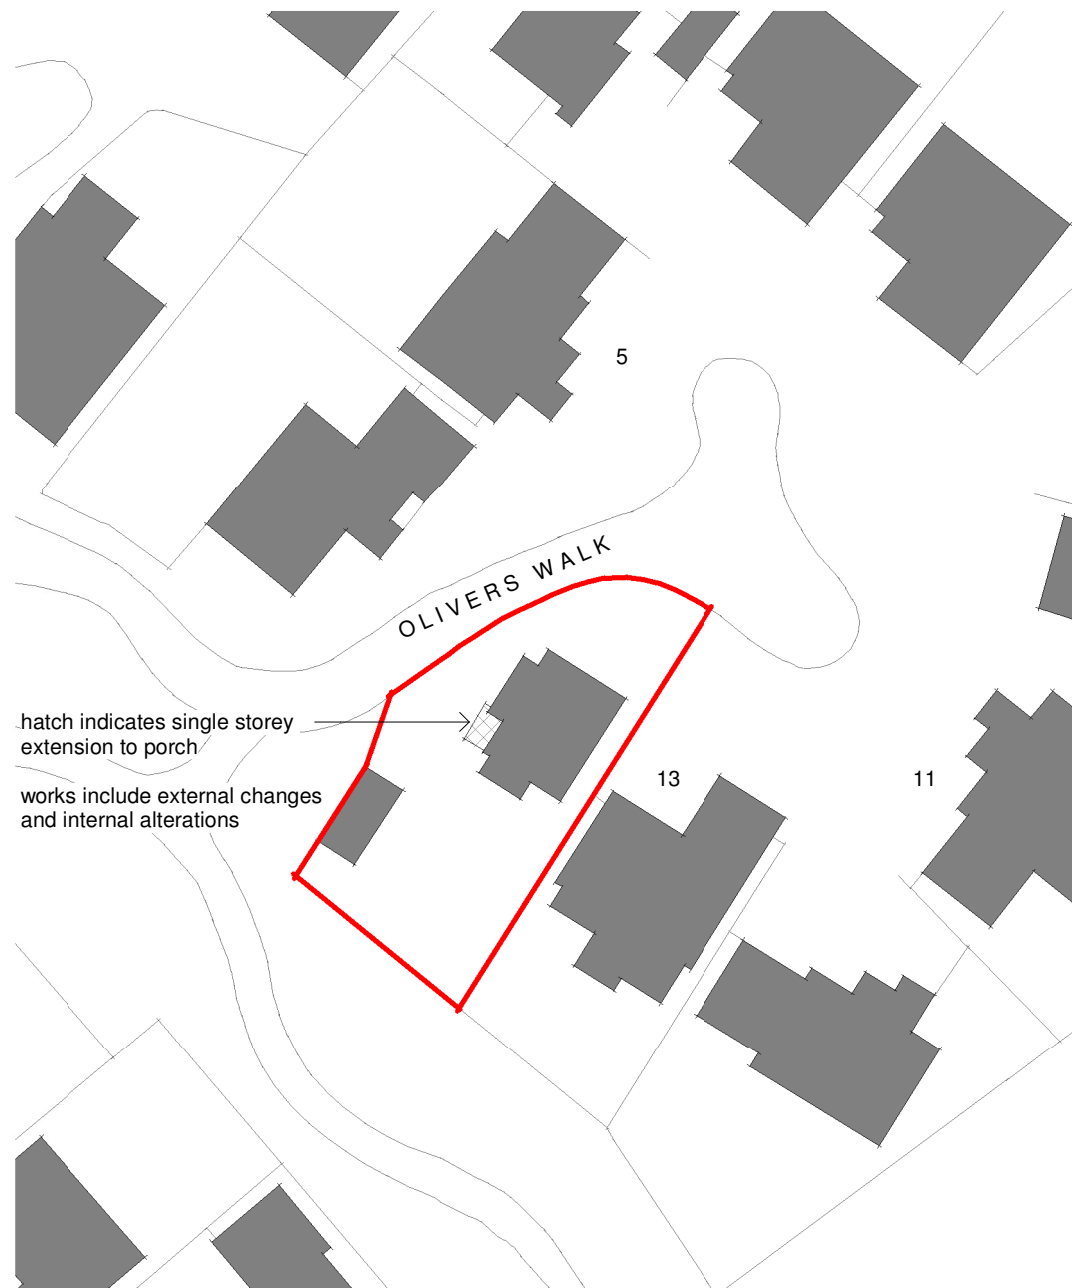 5
OLIVERS WALK
hatch indicates single storey
extension to porch
works include external changes
and internal alterations
13
11